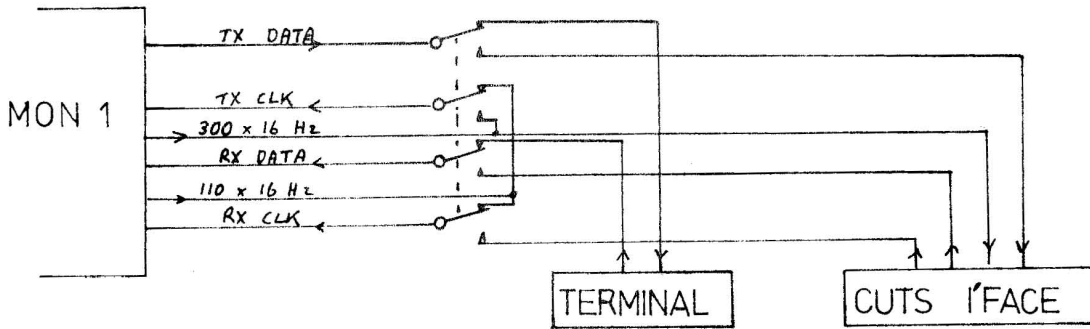 TX DATA
MON 1
TX CLK
300 x 16 Hz
RX DATA
110 x 16 Hz
RX CLK
TERMINAL
CUTS I'FACE